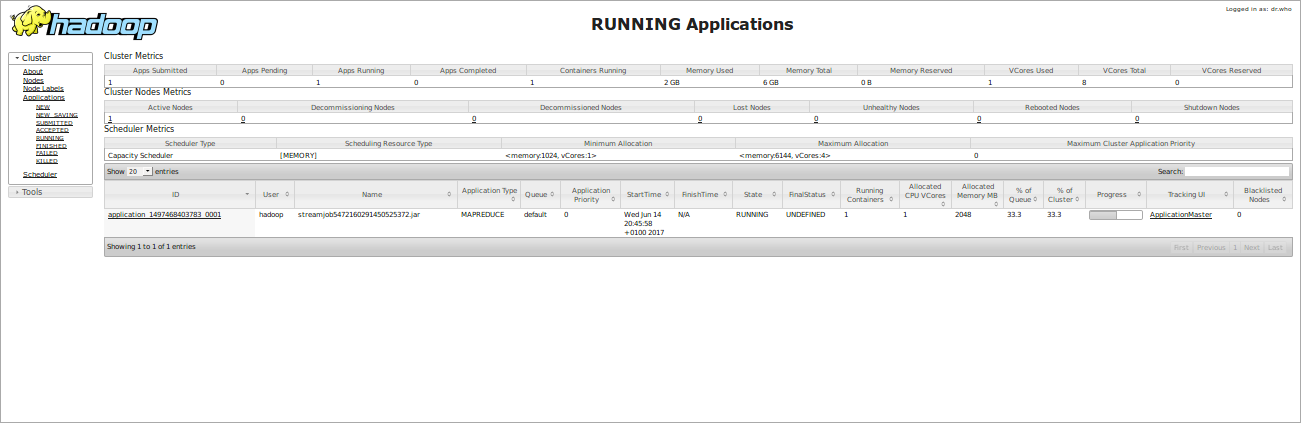 Logged in as: dr.who
hadoop
RUNNING Applications
Cluster
About
Nodes
Node Labels
Applications
NEW
NEW_SAVING
SUBMITTED
ACCEPTED
RUNNING
FINISHED
FAILED
KILLED
Scheduler
Tools
Cluster Metrics
Apps Submitted Apps Pending Apps Running Apps Completed Containers Running Memory Used Memory Total Memory Reserved VCores Used VCores Total VCores Reserved
1 0 1 0 1 2 GB 6 GB 0 B 1 8 0
Cluster Nodes Metrics
Active Nodes Decommissioning Nodes Decommissioned Nodes Lost Nodes Unhealthy Nodes Rebooted Nodes Shutdown Nodes
1 0 0 0 0 0 0
Scheduler Metrics
Scheduler Type Scheduling Resource Type Minimum Allocation Maximum Allocation Maximum Cluster Application Priority
Capacity Scheduler [MEMORY] <memory:1024, vCores:1> <memory:6144, vCores:4> 0
Show 20 entries Search:
ID User Name Application Type Queue Application Priority StartTime FinishTime State FinalStatus Running Containers Allocated CPU VCores Allocated Memory MB % of Queue % of Cluster Progress Tracking UI Blacklisted Nodes
application_1497468403783_0001 hadoop streamjob5472160291450525372.jar MAPREDUCE default 0 Wed Jun 14 20:45:58 +0100 2017 N/A RUNNING UNDEFINED 1 1 2048 33.3 33.3 ApplicationMaster 0
Showing 1 to 1 of 1 entries First Previous 1 Next Last